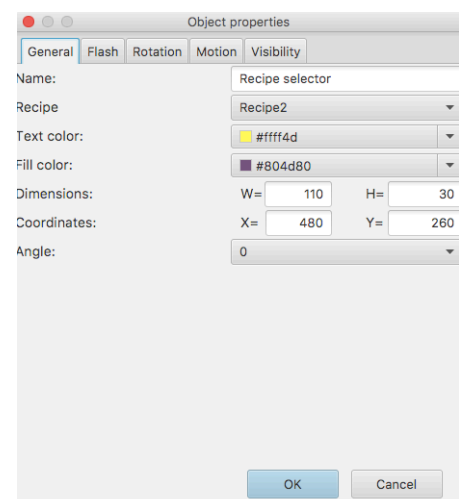 Object properties
General Flash Rotation Motion Visibility
Name: Recipe selector
Recipe Recipe2
Text color: #ffff4d
Fill color: #804d80
Dimensions: W= 110 H= 30
Coordinates: X= 480 Y= 260
Angle: 0
OK Cancel